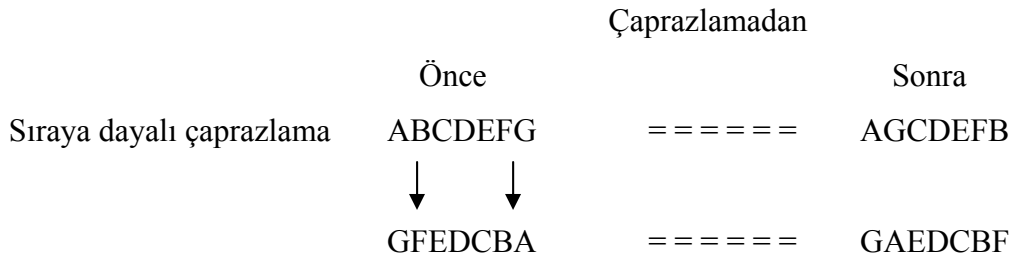 Çaprazlamadan
Önce Sonra
Sıraya dayalı çaprazlama ABCDEFG = = = = = = AGCDEFB
GFEDCBA = = = = = = GAEDCBF